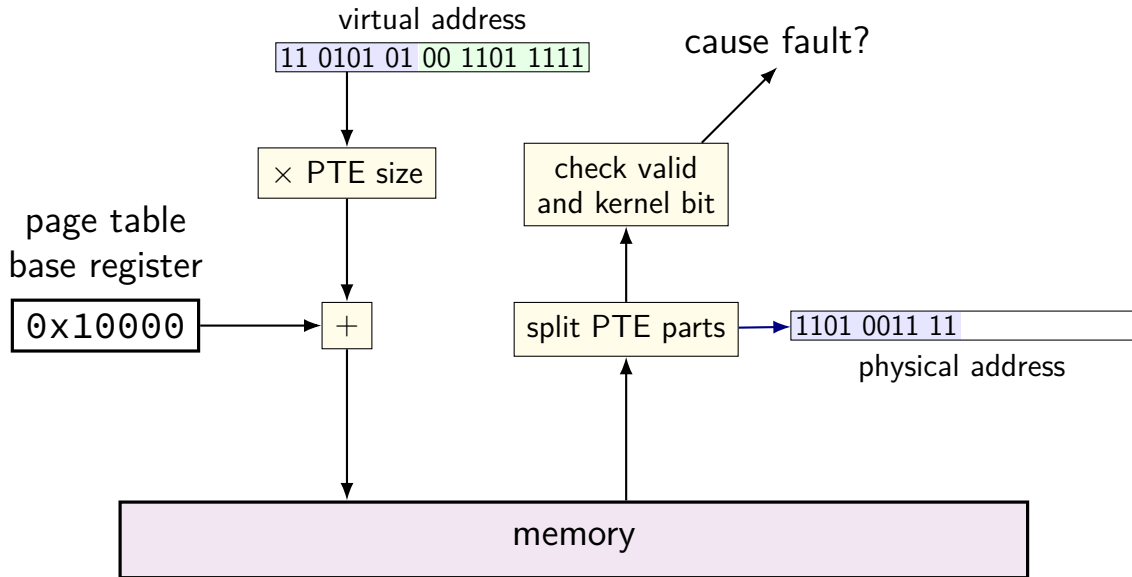 virtual address
11 0101 01 00 1101 1111
cause fault?
× PTE size
check valid
and kernel bit
page table
base register
0x10000
+
split PTE parts
1101 0011 11
physical address
memory